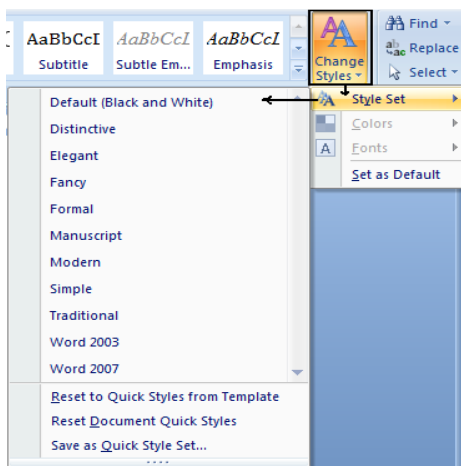 AaBbCcI AaBbCcL AaBbCcL
Subtitle Subtle Em... Emphasis
Change Styles
Find
Replace
Select
Style Set
Colors
Fonts
Set as Default
Default (Black and White)
Distinctive
Elegant
Fancy
Formal
Manuscript
Modern
Simple
Traditional
Word 2003
Word 2007
Reset to Quick Styles from Template
Reset Document Quick Styles
Save as Quick Style Set...